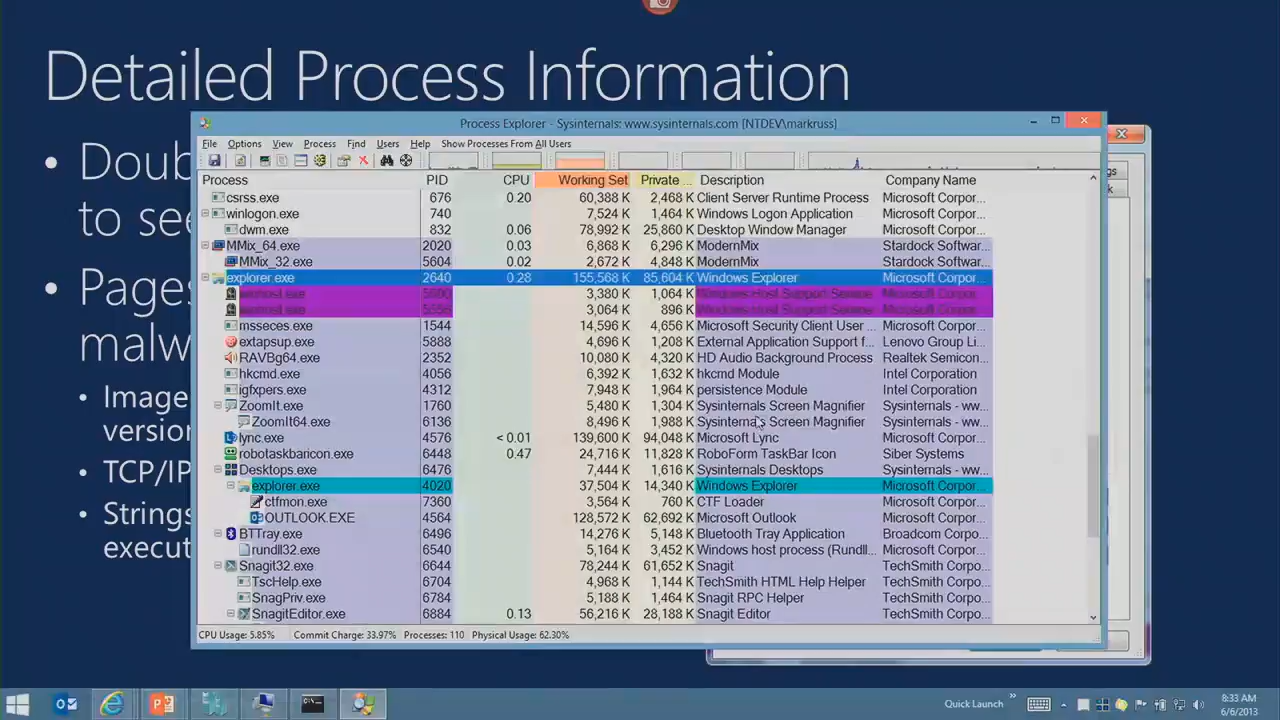 Detailed Process Information
Doub
to see
Pages
malw
Image
version
TCP/IP
Strings
execut
Process Explorer - Sysinternals: www.sysinternals.com [NTDEV\markruss]
File Options View Process Find Users Help Show Processes From All Users
Process PID CPU Working Set Private ... Description Company Name
csrss.exe 676 0.20 60,388 K 2,468 K Client Server Runtime Process Microsoft Corpor...
winlogon.exe 740 7,524 K 1,464 K Windows Logon Application Microsoft Corpor...
dwm.exe 832 0.06 78,992 K 25,860 K Desktop Window Manager Microsoft Corpor...
MMix_64.exe 2020 0.03 6,868 K 6,296 K ModernMix Stardock Softwar...
MMix_32.exe 5604 0.02 2,672 K 4,848 K ModernMix Stardock Softwar...
explorer.exe 2640 0.28 155,568 K 85,604 K Windows Explorer Microsoft Corpor...
3,380 K 1,064 K Windows Host Support Service Microsoft Corpor...
3,064 K 896 K Windows Host Support Service Microsoft Corpor...
msseces.exe 1544 14,596 K 4,656 K Microsoft Security Client User ... Microsoft Corpor...
extapsup.exe 5888 4,696 K 1,208 K External Application Support f... Lenovo Group Li...
RAVBg64.exe 2352 10,080 K 4,320 K HD Audio Background Process Realtek Semicon...
hkcmd.exe 4056 6,392 K 1,632 K hkcmd Module Intel Corporation
igfxpers.exe 4312 7,948 K 1,964 K persistence Module Intel Corporation
ZoomIt.exe 1760 5,480 K 1,304 K Sysinternals Screen Magnifier Sysinternals - ww...
ZoomIt64.exe 6136 8,496 K 1,988 K Sysinternals Screen Magnifier Sysinternals - ww...
lync.exe 4576 < 0.01 139,600 K 94,048 K Microsoft Lync Microsoft Corpor...
robotaskbaricon.exe 6448 0.47 24,716 K 11,828 K RoboForm TaskBar Icon Siber Systems
Desktops.exe 6476 7,444 K 1,616 K Sysinternals Desktops Sysinternals - ww...
explorer.exe 4020 37,504 K 14,340 K Windows Explorer Microsoft Corpor...
ctfmon.exe 7360 3,564 K 760 K CTF Loader Microsoft Corpor...
OUTLOOK.EXE 4564 128,572 K 62,692 K Microsoft Outlook Microsoft Corpor...
BTTray.exe 6496 14,276 K 5,148 K Bluetooth Tray Application Broadcom Corpor...
rundll32.exe 6540 5,164 K 3,452 K Windows host process (Rundll... Microsoft Corpor...
Snagit32.exe 6644 78,244 K 61,652 K Snagit TechSmith Corpo...
TscHelp.exe 6704 4,968 K 1,144 K TechSmith HTML Help Helper TechSmith Corpo...
SnagPriv.exe 6784 5,188 K 1,464 K Snagit RPC Helper TechSmith Corpo...
SnagitEditor.exe 6884 0.13 56,216 K 28,188 K Snagit Editor TechSmith Corpo...
CPU Usage: 5.85% Commit Charge: 33.97% Processes: 110 Physical Usage: 62.30%
Quick Launch
8:33 AM
6/6/2013